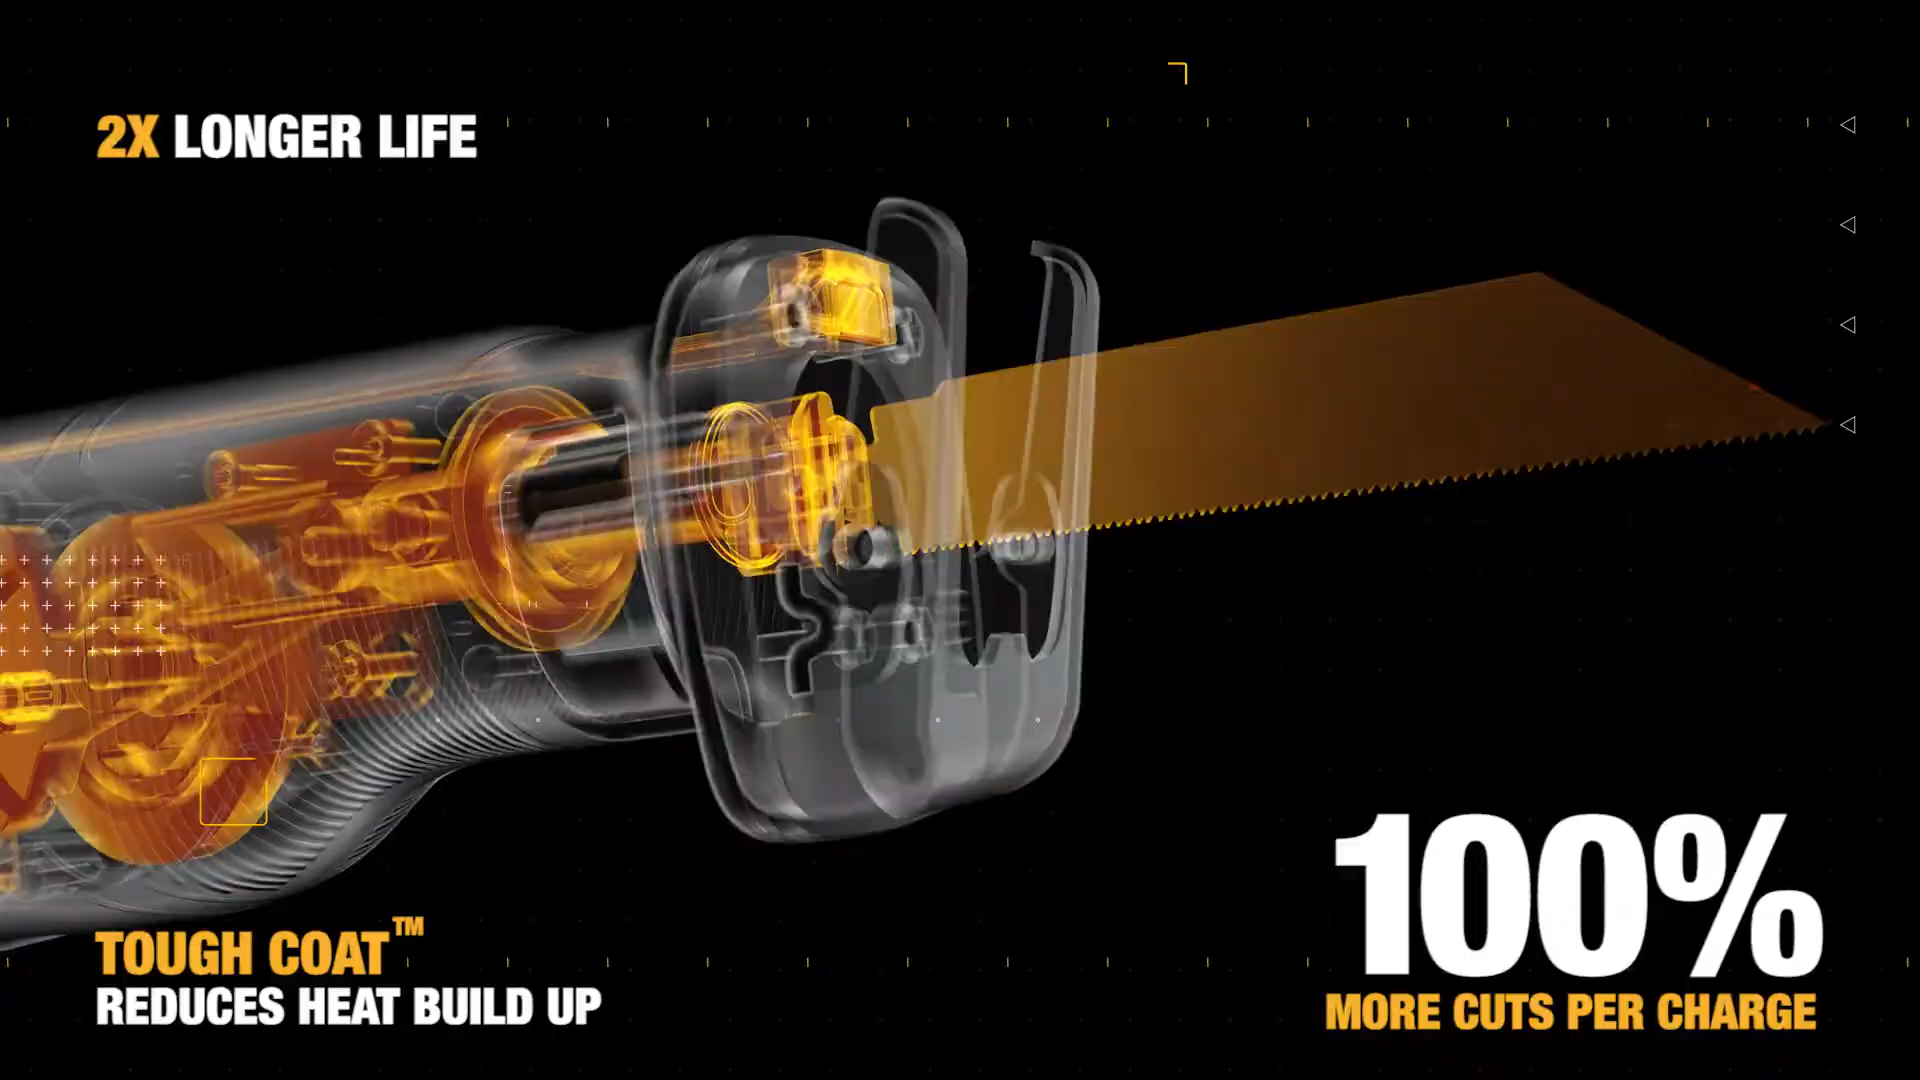 2X LONGER LIFE
TOUGH COAT™
REDUCES HEAT BUILD UP
100%
MORE CUTS PER CHARGE